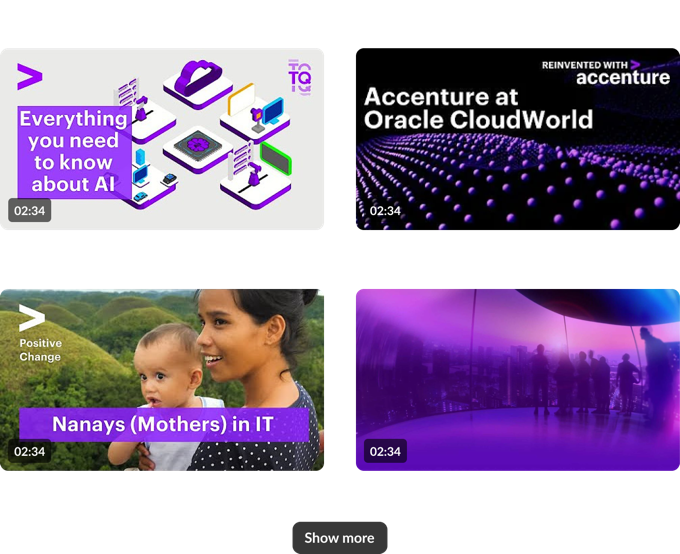 TQ
Everything
you need
to know
about AI
02:34
REINVENTED WITH
accenture
Accenture at
Oracle CloudWorld
02:34
Positive
Change
Nanays (Mothers) in IT
02:34
02:34
Show more